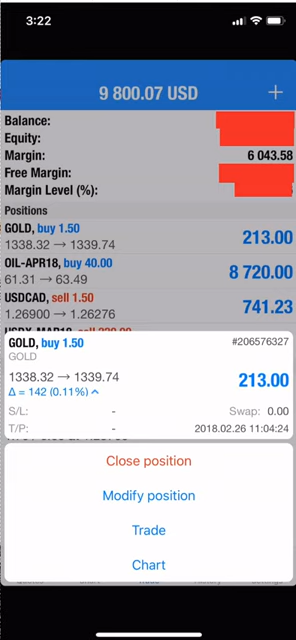 3:22
9 800.07 USD +
Balance:
Equity:
Margin: 6 043.58
Free Margin:
Margin Level (%):
Positions
GOLD, buy 1.50
1338.32 → 1339.74 213.00
OIL-APR18, buy 40.00
61.31 → 63.49 8 720.00
USDCAD, sell 1.50
1.26900 → 1.26276 741.23
GOLD, buy 1.50 #206576327
GOLD
1338.32 → 1339.74 213.00
Δ = 142 (0.11%)
S/L: - Swap: 0.00
T/P: - 2018.02.26 11:04:24
Close position
Modify position
Trade
Chart